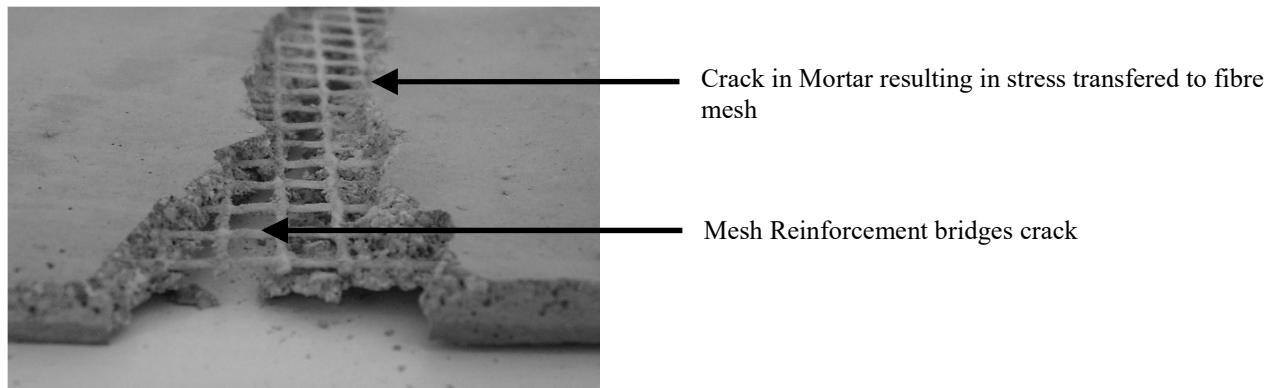 Crack in Mortar resulting in stress transfered to fibre
mesh
Mesh Reinforcement bridges crack